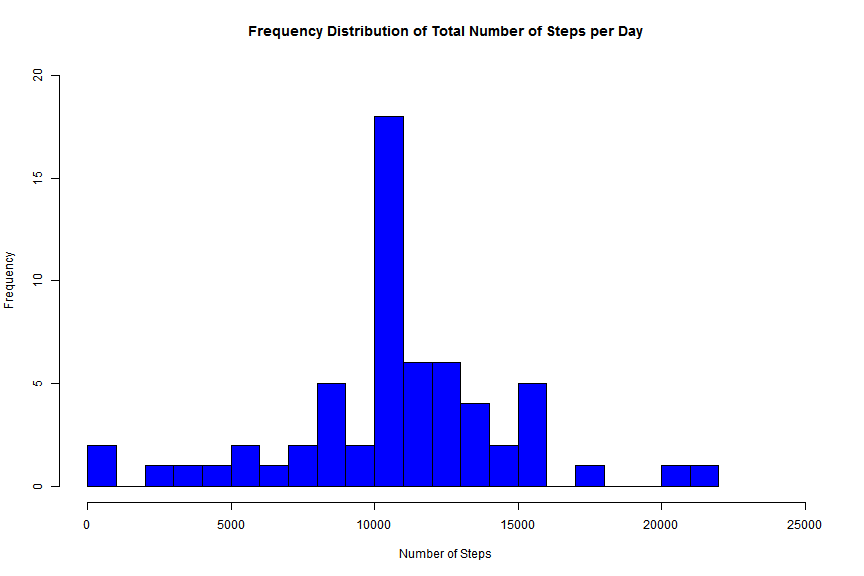 Frequency Distribution of Total Number of Steps per Day
20
15
10
5
0
Frequency
0 5000 10000 15000 20000 25000
Number of Steps